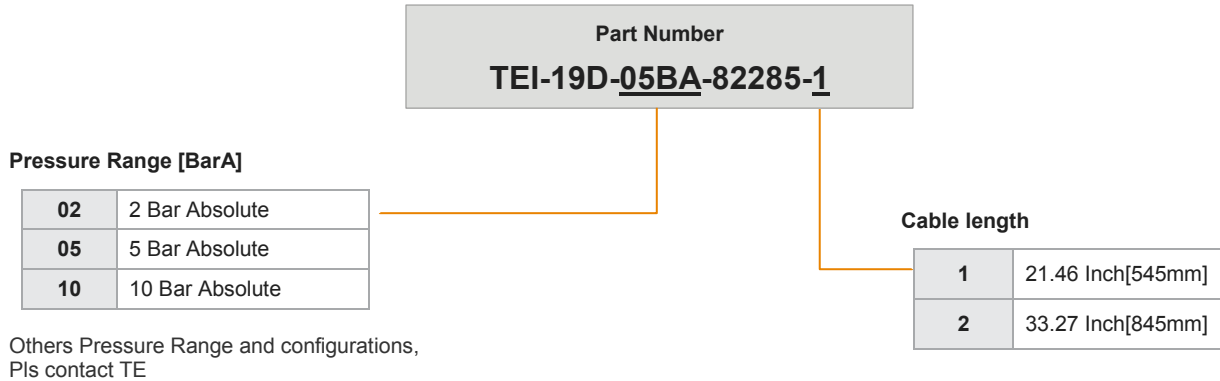 Part Number
TEI-19D-05BA-82285-1
Pressure Range [BarA]
02 2 Bar Absolute
05 5 Bar Absolute
10 10 Bar Absolute
Others Pressure Range and configurations,
Pls contact TE
Cable length
1 21.46 Inch[545mm]
2 33.27 Inch[845mm]